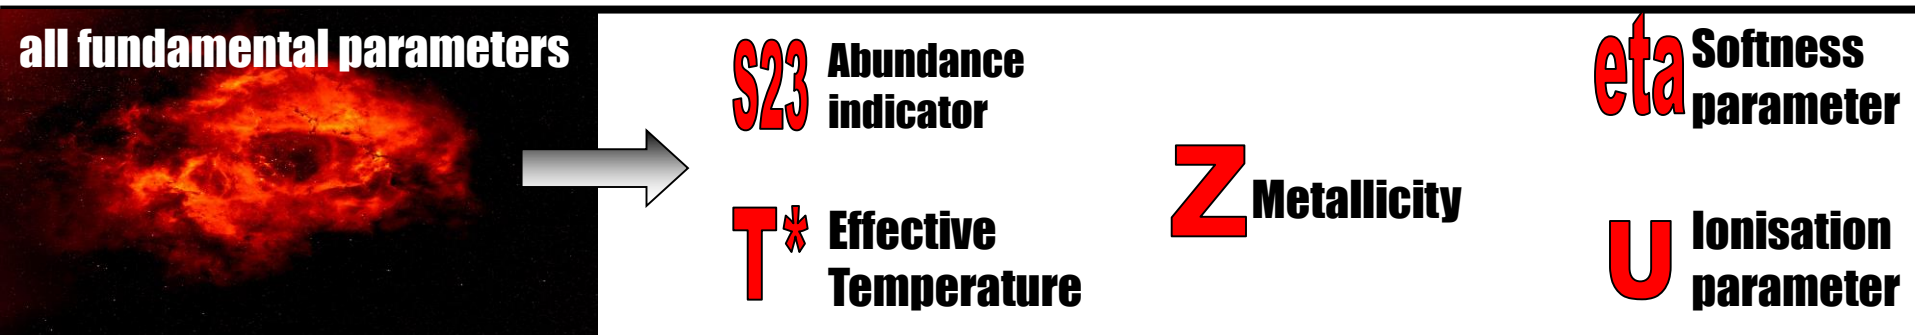 all fundamental parameters
S23 Abundance
indicator
T* Effective
Temperature
Z Metallicity
eta Softness
parameter
U Ionisation
parameter